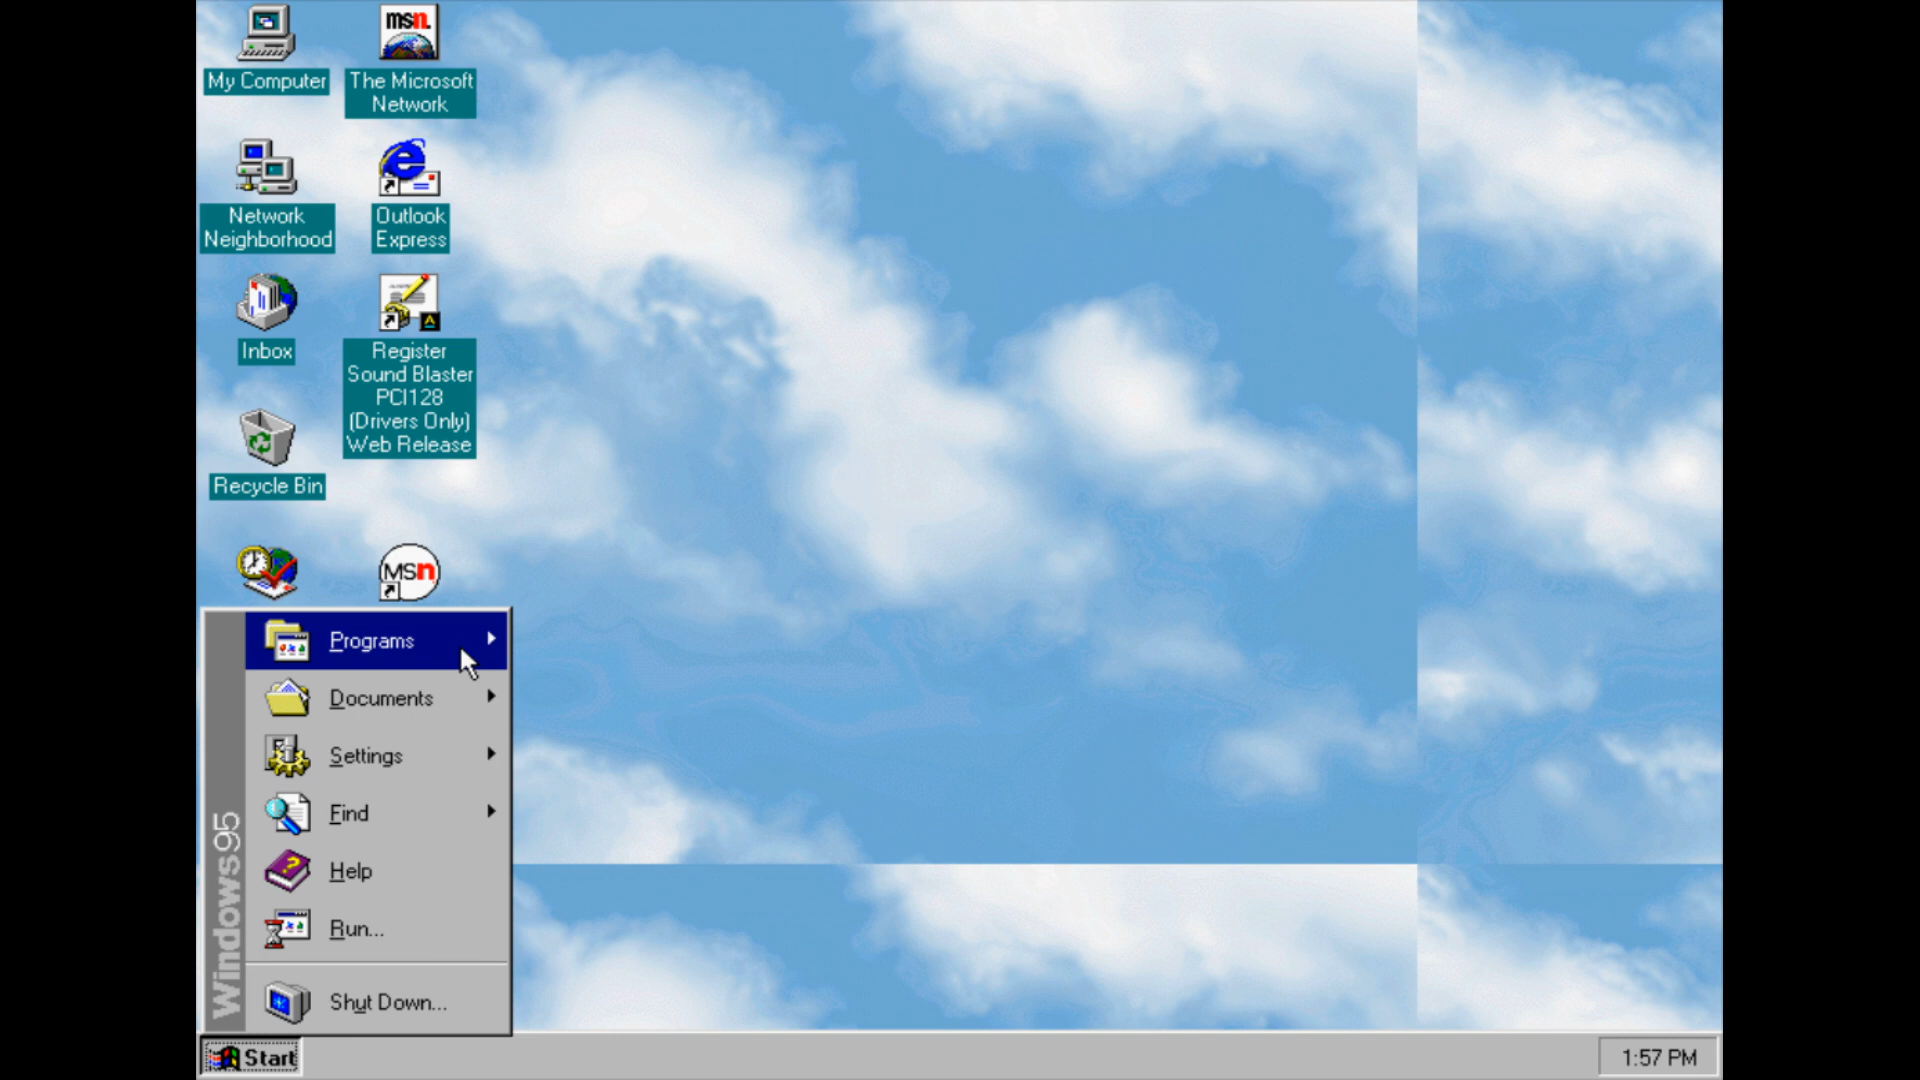 My Computer
msn.
The Microsoft
Network
Network
Neighborhood
Outlook
Express
Inbox
Register
Sound Blaster
PCI128
(Drivers Only)
Web Release
Recycle Bin
MSn
Programs
Documents
Settings
Find
Help
Run...
Shut Down...
Windows95
Start
1:57 PM